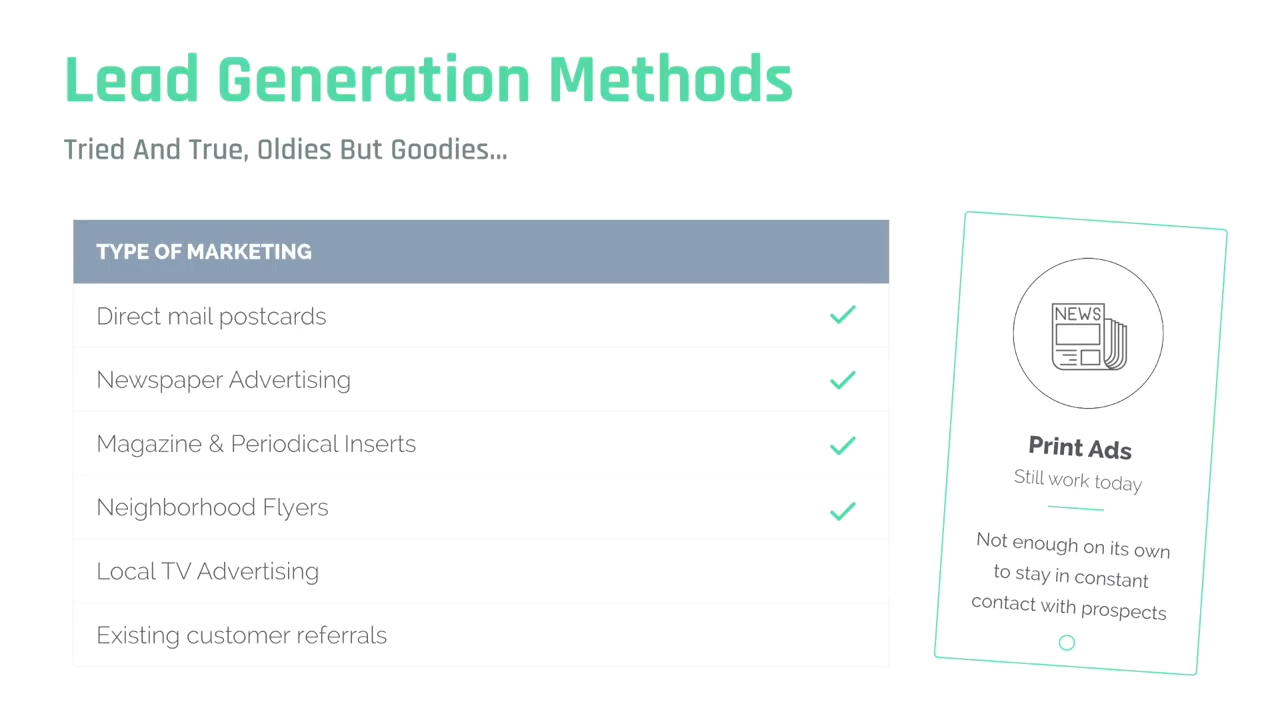 Lead Generation Methods
Tried And True, Oldies But Goodies...
TYPE OF MARKETING
Direct mail postcards
Newspaper Advertising
Magazine & Periodical Inserts
Neighborhood Flyers
Local TV Advertising
Existing customer referrals
NEWS
Print Ads
Still work today
Not enough on its own
to stay in constant
contact with prospects